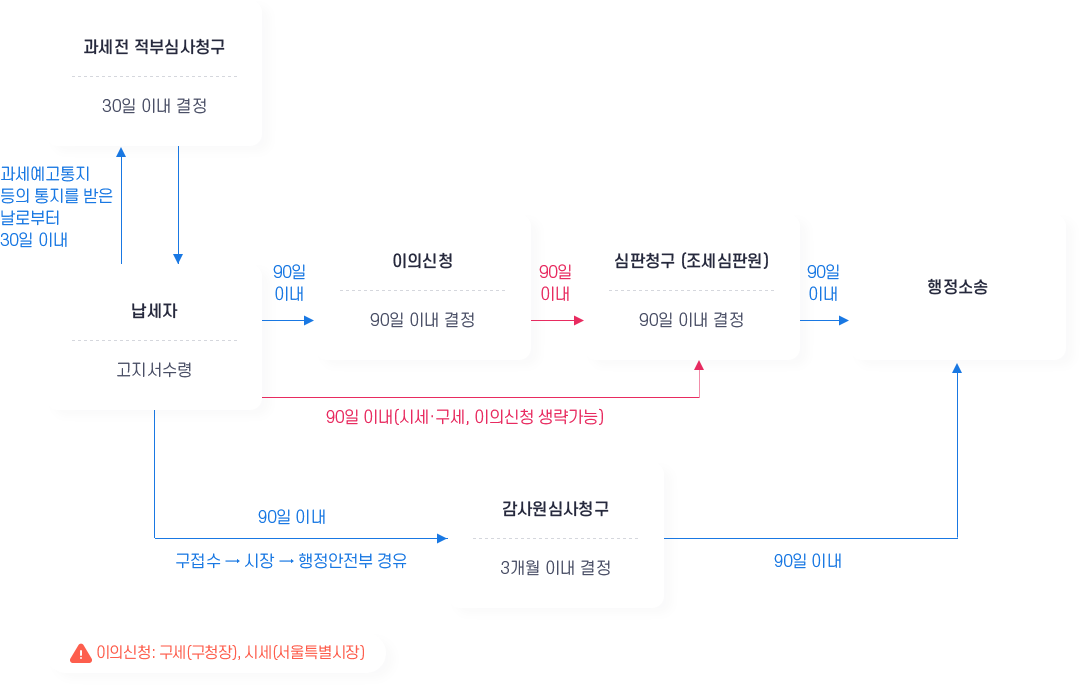 과세전 적부심사청구
30일 이내 결정
과세예고통지
등의 통지를 받은
날로부터
30일 이내
납세자
고지서수령
90일
이내
이의신청
90일 이내 결정
90일
이내
심판청구 (조세심판원)
90일 이내 결정
90일
이내
행정소송
90일 이내(시세·구세, 이의신청 생략가능)
90일 이내
구접수 → 시장 → 행정안전부 경유
감사원심사청구
3개월 이내 결정
90일 이내
이의신청: 구세(구청장), 시세(서울특별시장)